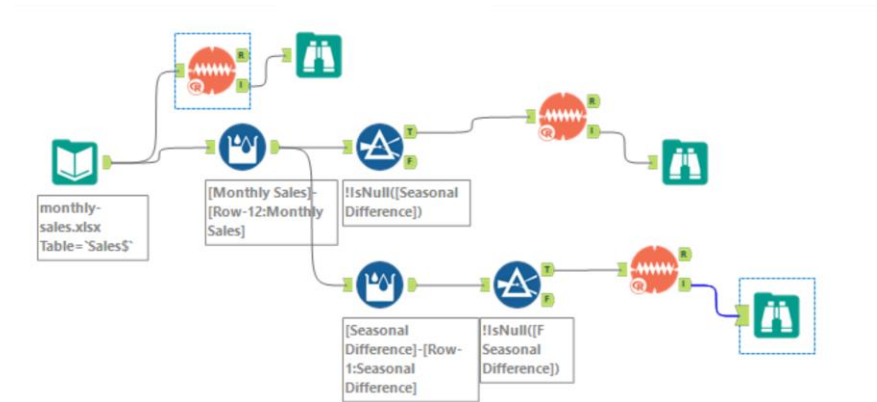 R
I
T
F
R
I
monthly-
sales.xlsx
Table=`Sales$`
[Monthly Sales]-
[Row-12:Monthly
Sales]
!IsNull([Seasonal
Difference])
T
F
R
I
[Seasonal
Difference]-[Row-
1:Seasonal
Difference]
!IsNull([F
Seasonal
Difference])